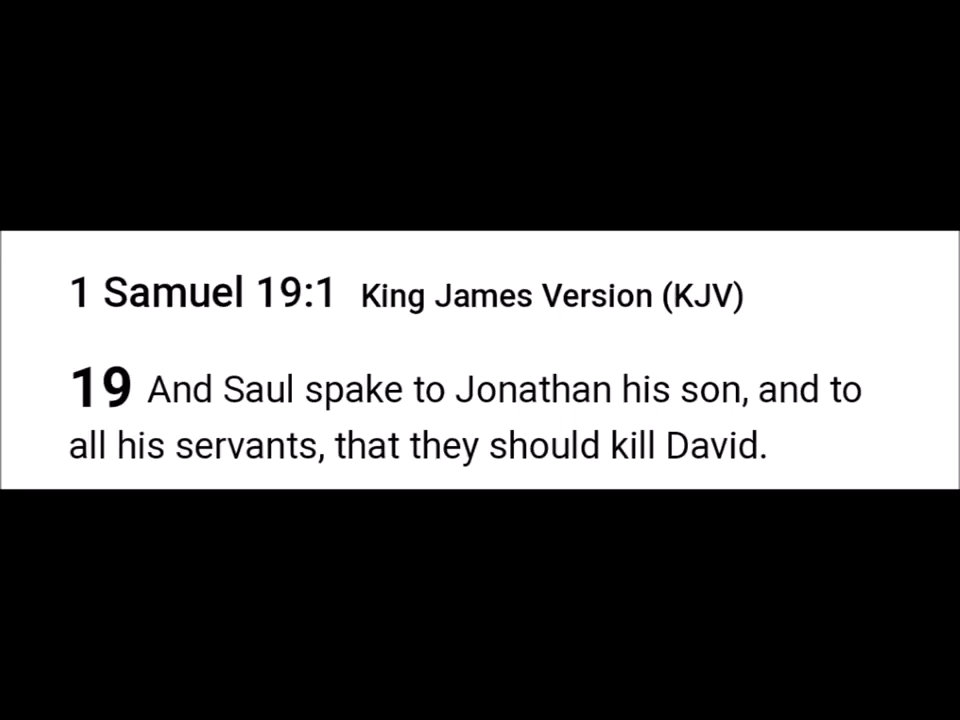 1 Samuel 19:1 King James Version (KJV)
19 And Saul spake to Jonathan his son, and to
all his servants, that they should kill David.